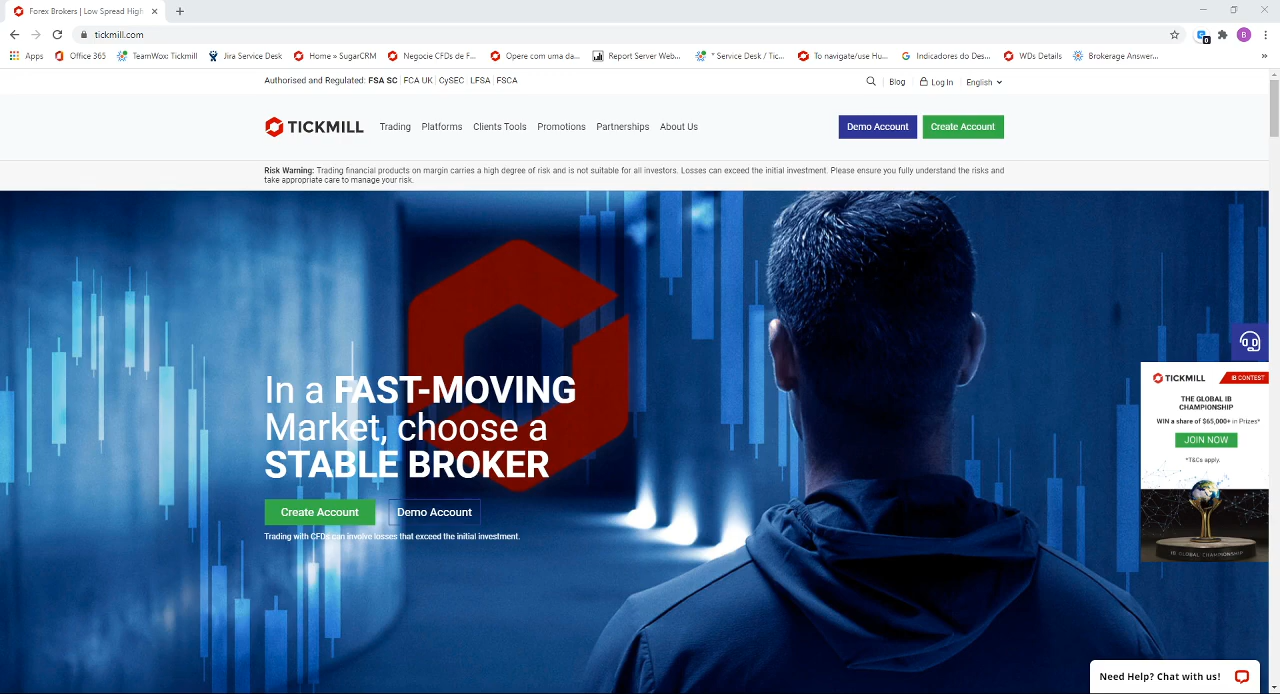 Forex Brokers | Low Spread High
tickmill.com
B
Apps
Office 365
TeamWox Tickmill
Jira Service Desk
Home » SugarCRM
Negocie CFDs de F...
Opere com uma da...
Report Server Web...
* Service Desk / Tic...
To navigate/use Hu...
Indicadores do Des...
WDs Details
Brokerage Answer...
»
Authorised and Regulated: FSA SC | FCA UK | CySEC | LFSA | FSCA
Blog
Log In
English
TICKMILL
Trading
Platforms
Clients Tools
Promotions
Partnerships
About Us
Demo Account
Create Account
Risk Warning: Trading financial products on margin carries a high degree of risk and is not suitable for all investors. Losses can exceed the initial investment. Please ensure you fully understand the risks and
take appropriate care to manage your risk.
In a FAST-MOVING
Market, choose a
STABLE BROKER
Create Account
Demo Account
Trading with CFDs can involve losses that exceed the initial investment.
TICKMILL
IB CONTEST
THE GLOBAL IB
CHAMPIONSHIP
WIN a share of $65,000+ in Prizes*
JOIN NOW
*T&Cs apply.
IB GLOBAL CHAMPIONSHIP
Need Help? Chat with us!